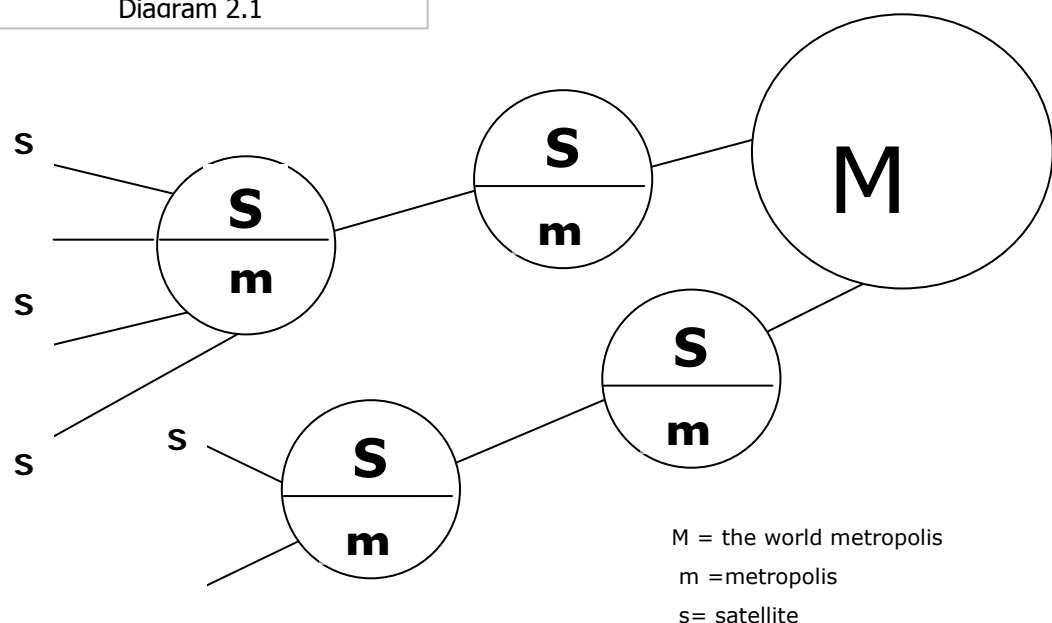 Diagram 2.1
M
S
s
S
m
s
m
S
m
s
s
S
m
M = the world metropolis
m =metropolis
s= satellite